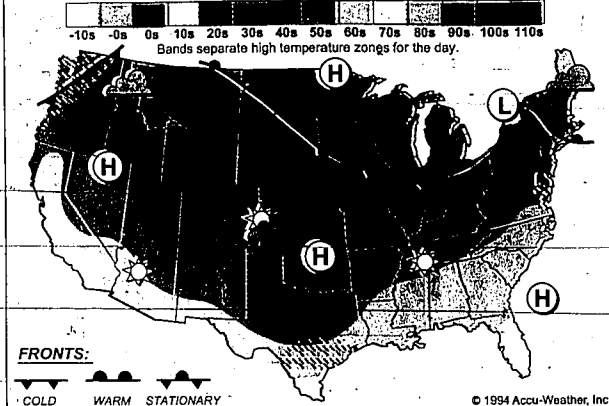 -10s -0s 0s 10s 20s 30s 40s 50s 60s 70s 80s 90s 100s 110s
Bands separate high temperature zones for the day.
H
L
H
H
H
FRONTS:
COLD WARM STATIONARY
© 1994 Accu-Weather, Inc